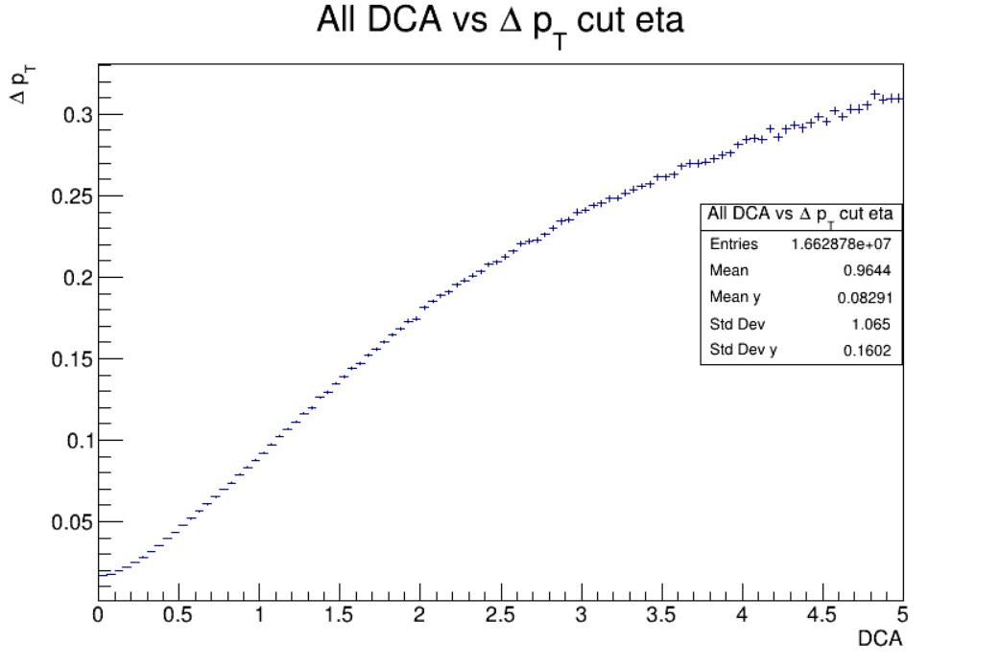 All DCA vs Δ p_T cut eta
Δ p_T
0.3
0.25
0.2
0.15
0.1
0.05
All DCA vs Δ p_T cut eta
Entries 1.662878e+07
Mean 0.9644
Mean y 0.08291
Std Dev 1.065
Std Dev y 0.1602
0 0.5 1 1.5 2 2.5 3 3.5 4 4.5 5
DCA